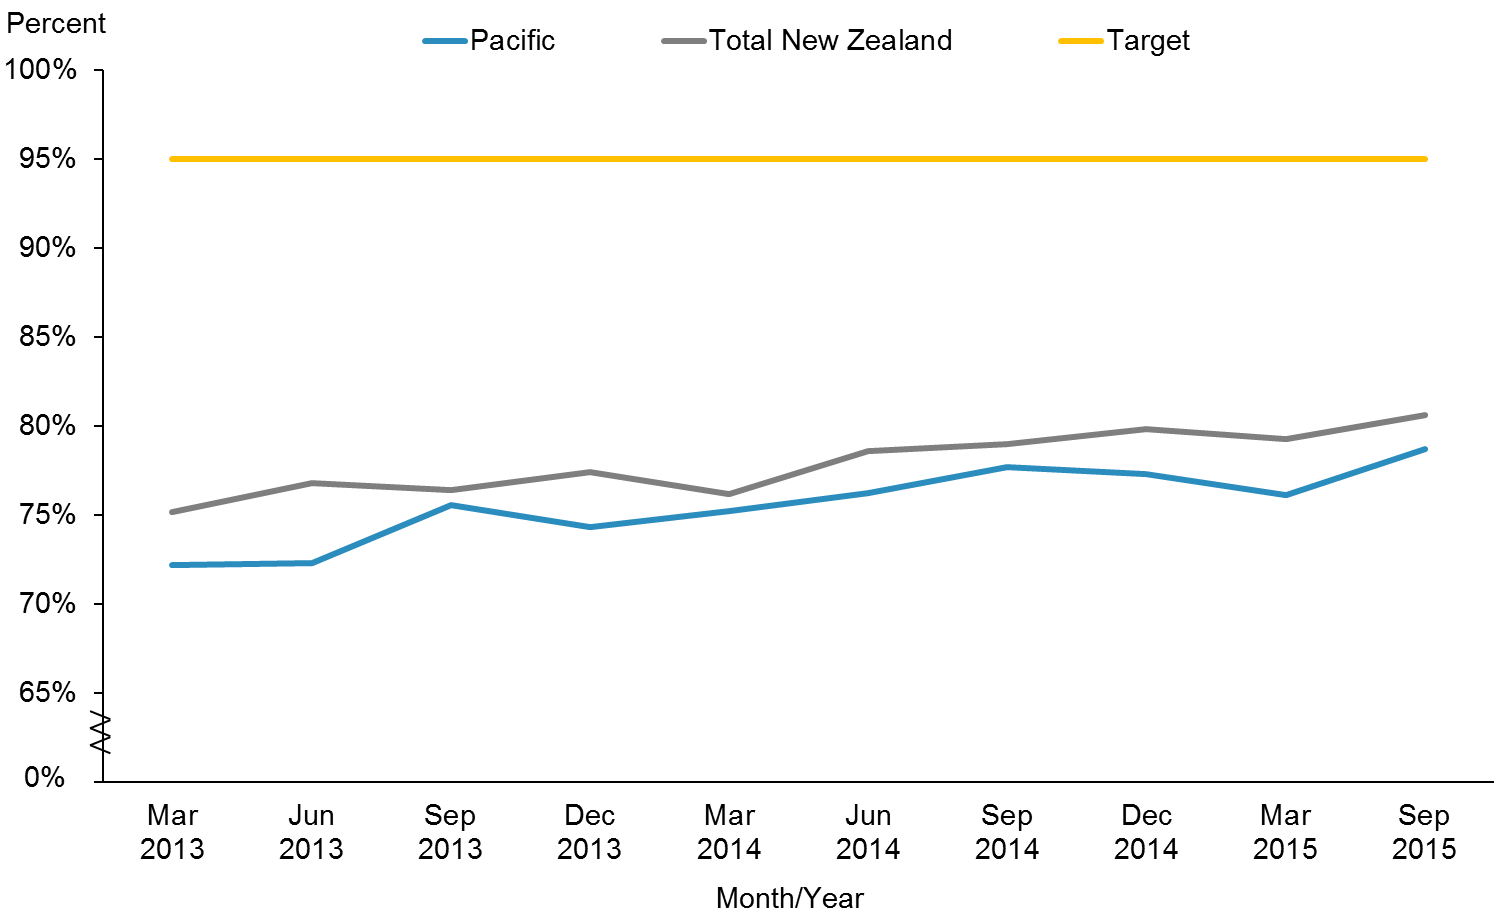 Percent
Pacific Total New Zealand Target
100%
95%
90%
85%
80%
75%
70%
65%
0%
Mar Jun Sep Dec Mar Jun Sep Dec Mar Sep
2013 2013 2013 2013 2014 2014 2014 2014 2015 2015
Month/Year